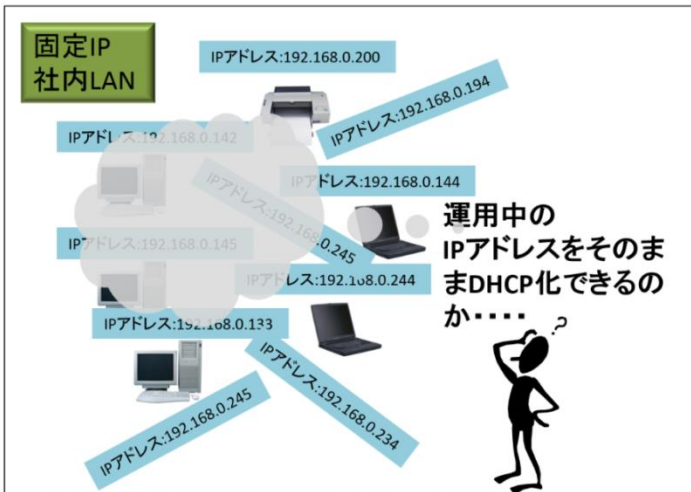 固定IP
社内LAN
IPアドレス:192.168.0.200
IPアドレス:192.168.0.194
IPアドレス:192.168.0.142
IPアドレス:192.168.0.144
IPアドレス:192.168.0.245
運用中の
IPアドレスをそのま
まDHCP化できるの
か・・・・
IPアドレス:192.168.0.145
IPアドレス:192.168.0.244
IPアドレス:192.168.0.133
IPアドレス:192.168.0.245
IPアドレス:192.168.0.234
?